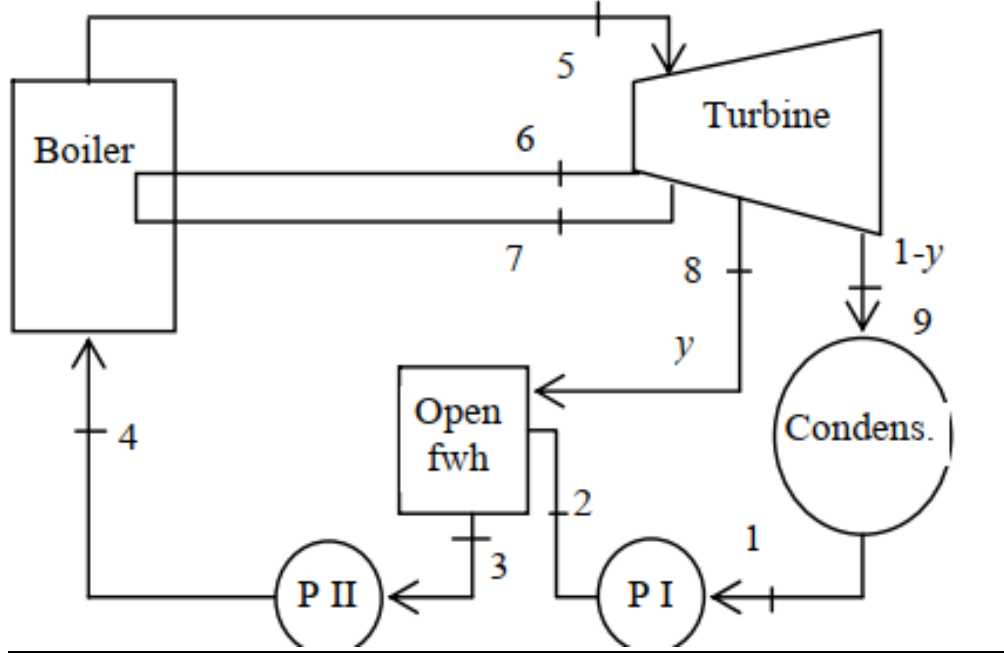 5
Turbine
Boiler
6
7
8
1-y
9
y
Open
fwh
Condens.
4
2
1
3
P II
P I